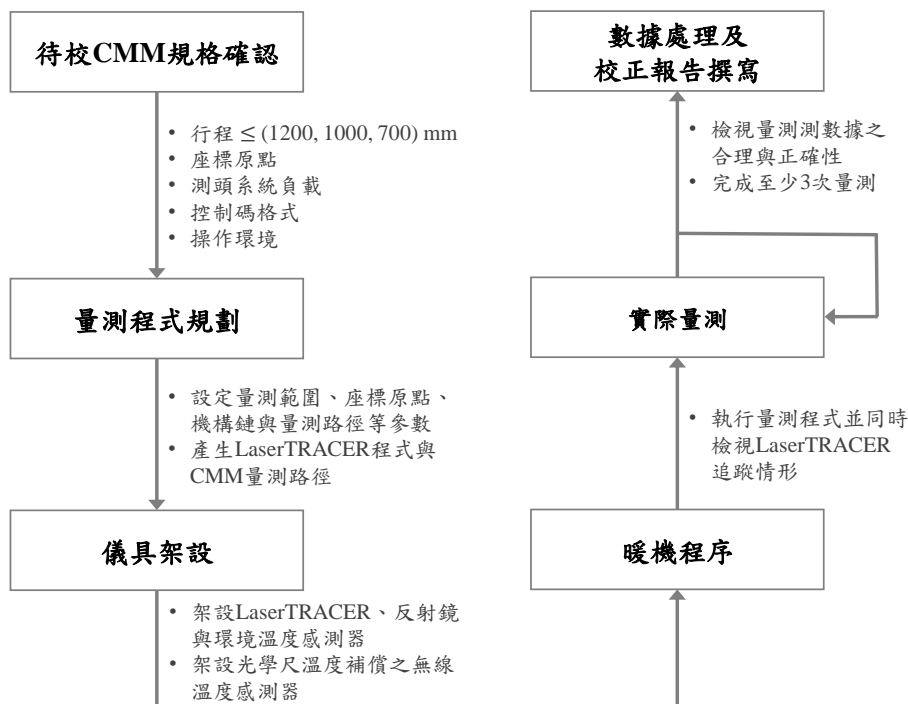 待校CMM規格確認
• 行程 ≤ (1200, 1000, 700) mm
• 座標原點
• 測頭系統負載
• 控制碼格式
• 操作環境
量測程式規劃
• 設定量測範圍、座標原點、
機構鏈與量測路徑等參數
• 產生LaserTRACER程式與
CMM量測路徑
儀具架設
• 架設LaserTRACER、反射鏡
與環境溫度感測器
• 架設光學尺溫度補償之無線
溫度感測器
數據處理及
校正報告撰寫
• 檢視量測測數據之
合理與正確性
• 完成至少3次量測
實際量測
• 執行量測程式並同時
檢視LaserTRACER
追蹤情形
暖機程序